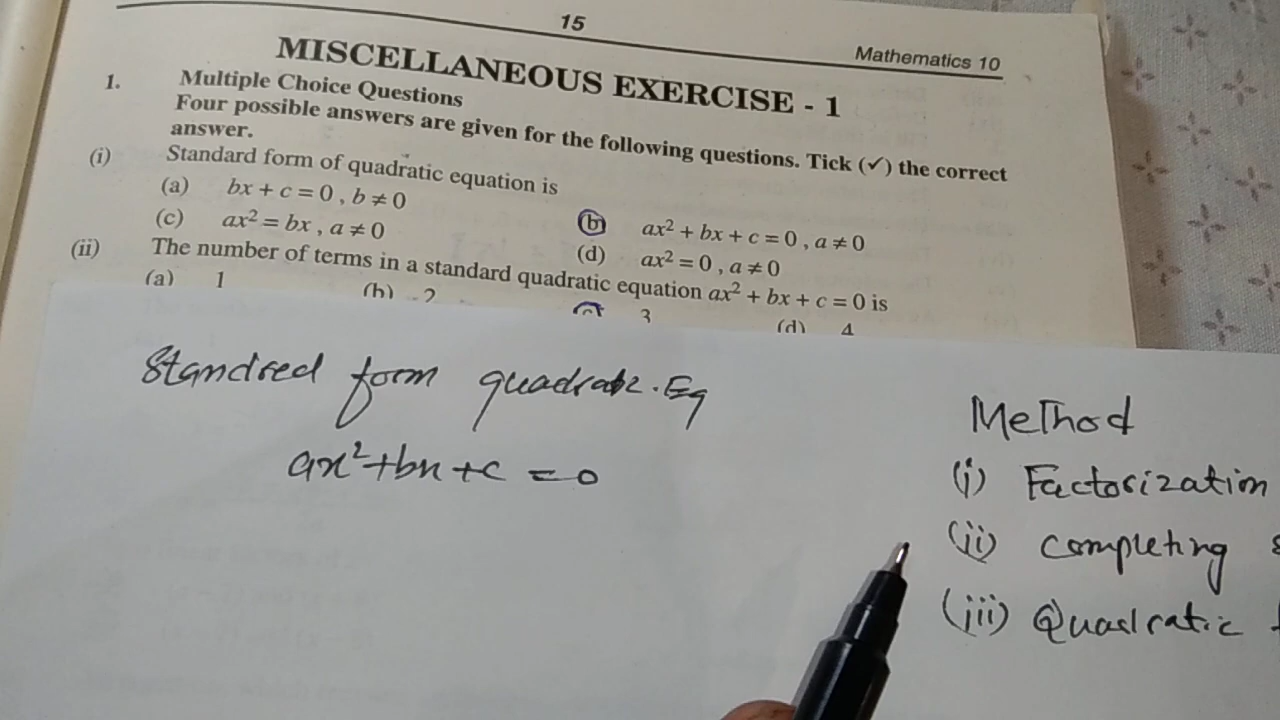 15
Mathematics 10
MISCELLANEOUS EXERCISE - 1
1. Multiple Choice Questions
Four possible answers are given for the following questions. Tick (✓) the correct
answer.
(i) Standard form of quadratic equation is
(a) bx + c = 0 , b ≠ 0
(b) ax² + bx + c = 0 , a ≠ 0
(c) ax² = bx , a ≠ 0
(d) ax² = 0 , a ≠ 0
(ii) The number of terms in a standard quadratic equation ax² + bx + c = 0 is
(a) 1 (b) 2 (c) 3 (d) 4
Standred form quadratc. Eq
ax²+bx+c = 0
Method
(i) Factorization
(ii) Completing
(iii) Quadratic